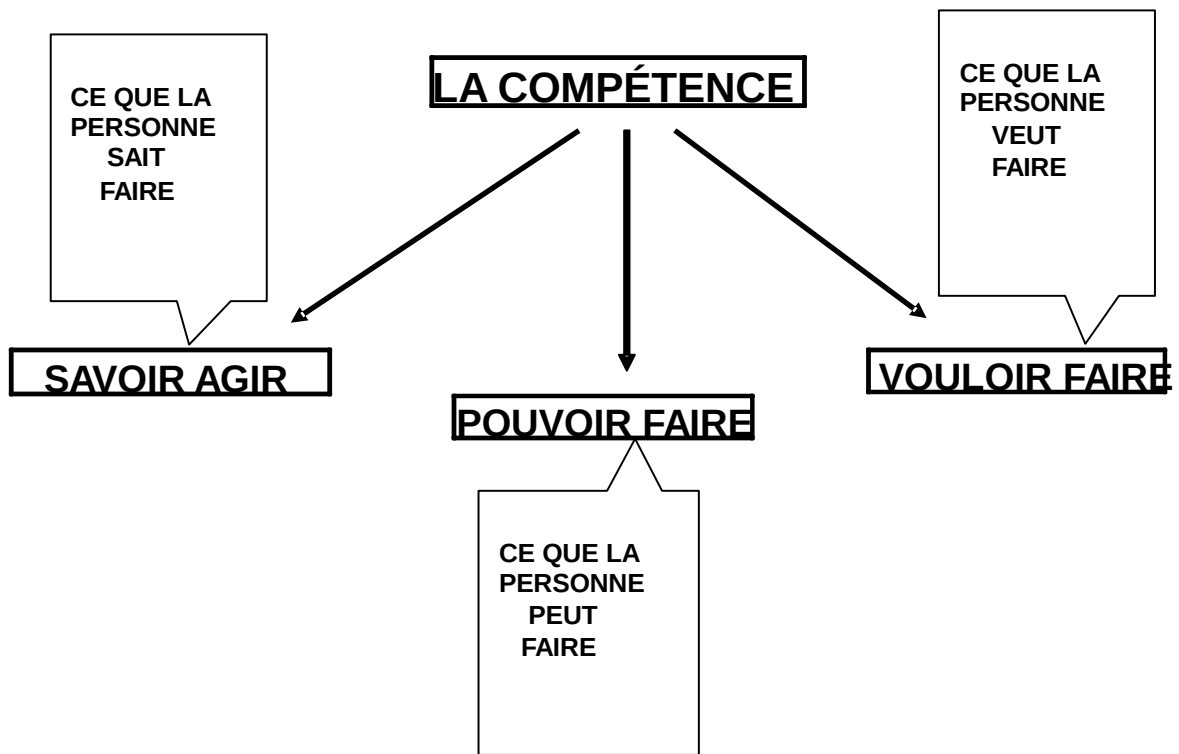 LA COMPÉTENCE
CE QUE LA
PERSONNE
SAIT
FAIRE
CE QUE LA
PERSONNE
VEUT
FAIRE
SAVOIR AGIR
VOULOIR FAIRE
POUVOIR FAIRE
CE QUE LA
PERSONNE
PEUT
FAIRE